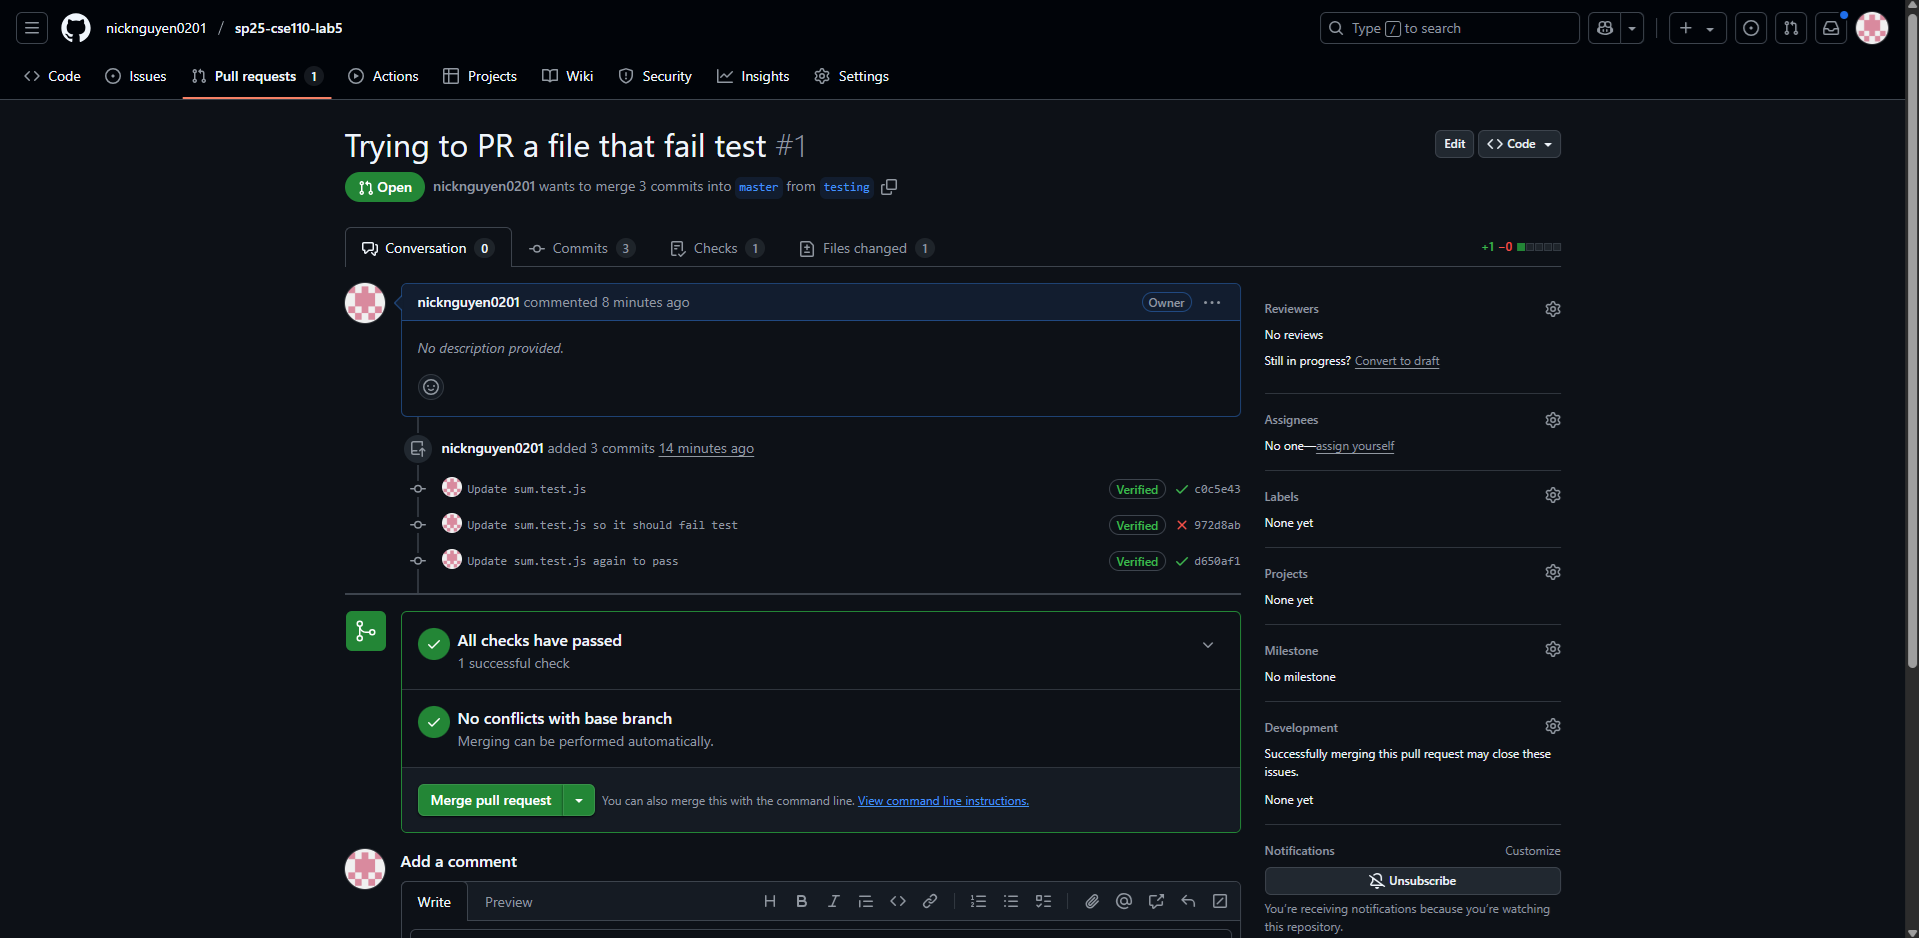 nicknguyen0201 / sp25-cse110-lab5
Type / to search
Code Issues Pull requests 1 Actions Projects Wiki Security Insights Settings
Trying to PR a file that fail test #1
Edit
Code
Open
nicknguyen0201 wants to merge 3 commits into master from testing
Conversation 0
Commits 3
Checks 1
Files changed 1
+1 −0
nicknguyen0201 commented 8 minutes ago
Owner
No description provided.
nicknguyen0201 added 3 commits 14 minutes ago
Update sum.test.js Verified c0c5e43
Update sum.test.js so it should fail test Verified 972d8ab
Update sum.test.js again to pass Verified d650af1
All checks have passed
1 successful check
No conflicts with base branch
Merging can be performed automatically.
Merge pull request
You can also merge this with the command line. View command line instructions.
Add a comment
Write Preview
Reviewers
No reviews
Still in progress? Convert to draft
Assignees
No one—assign yourself
Labels
None yet
Projects
None yet
Milestone
No milestone
Development
Successfully merging this pull request may close these
issues.
None yet
Notifications Customize
Unsubscribe
You're receiving notifications because you're watching
this repository.